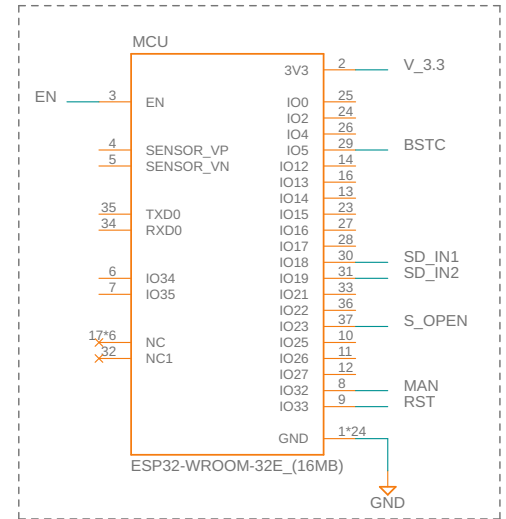 MCU
3V3 2 V_3.3
EN 3 EN
IO0 25
IO2 24
IO4 26
4 SENSOR_VP IO5 29 BSTC
5 SENSOR_VN IO12 14
IO13 16
IO14 13
35 TXD0 IO15 23
34 RXD0 IO16 27
IO17 28
IO18 30 SD_IN1
6 IO34 IO19 31 SD_IN2
7 IO35 IO21 33
IO22 36
IO23 37 S_OPEN
17*6 NC IO25 10
32 NC1 IO26 11
IO27 12
IO32 8 MAN
IO33 9 RST
GND 1*24
ESP32-WROOM-32E_(16MB)
GND